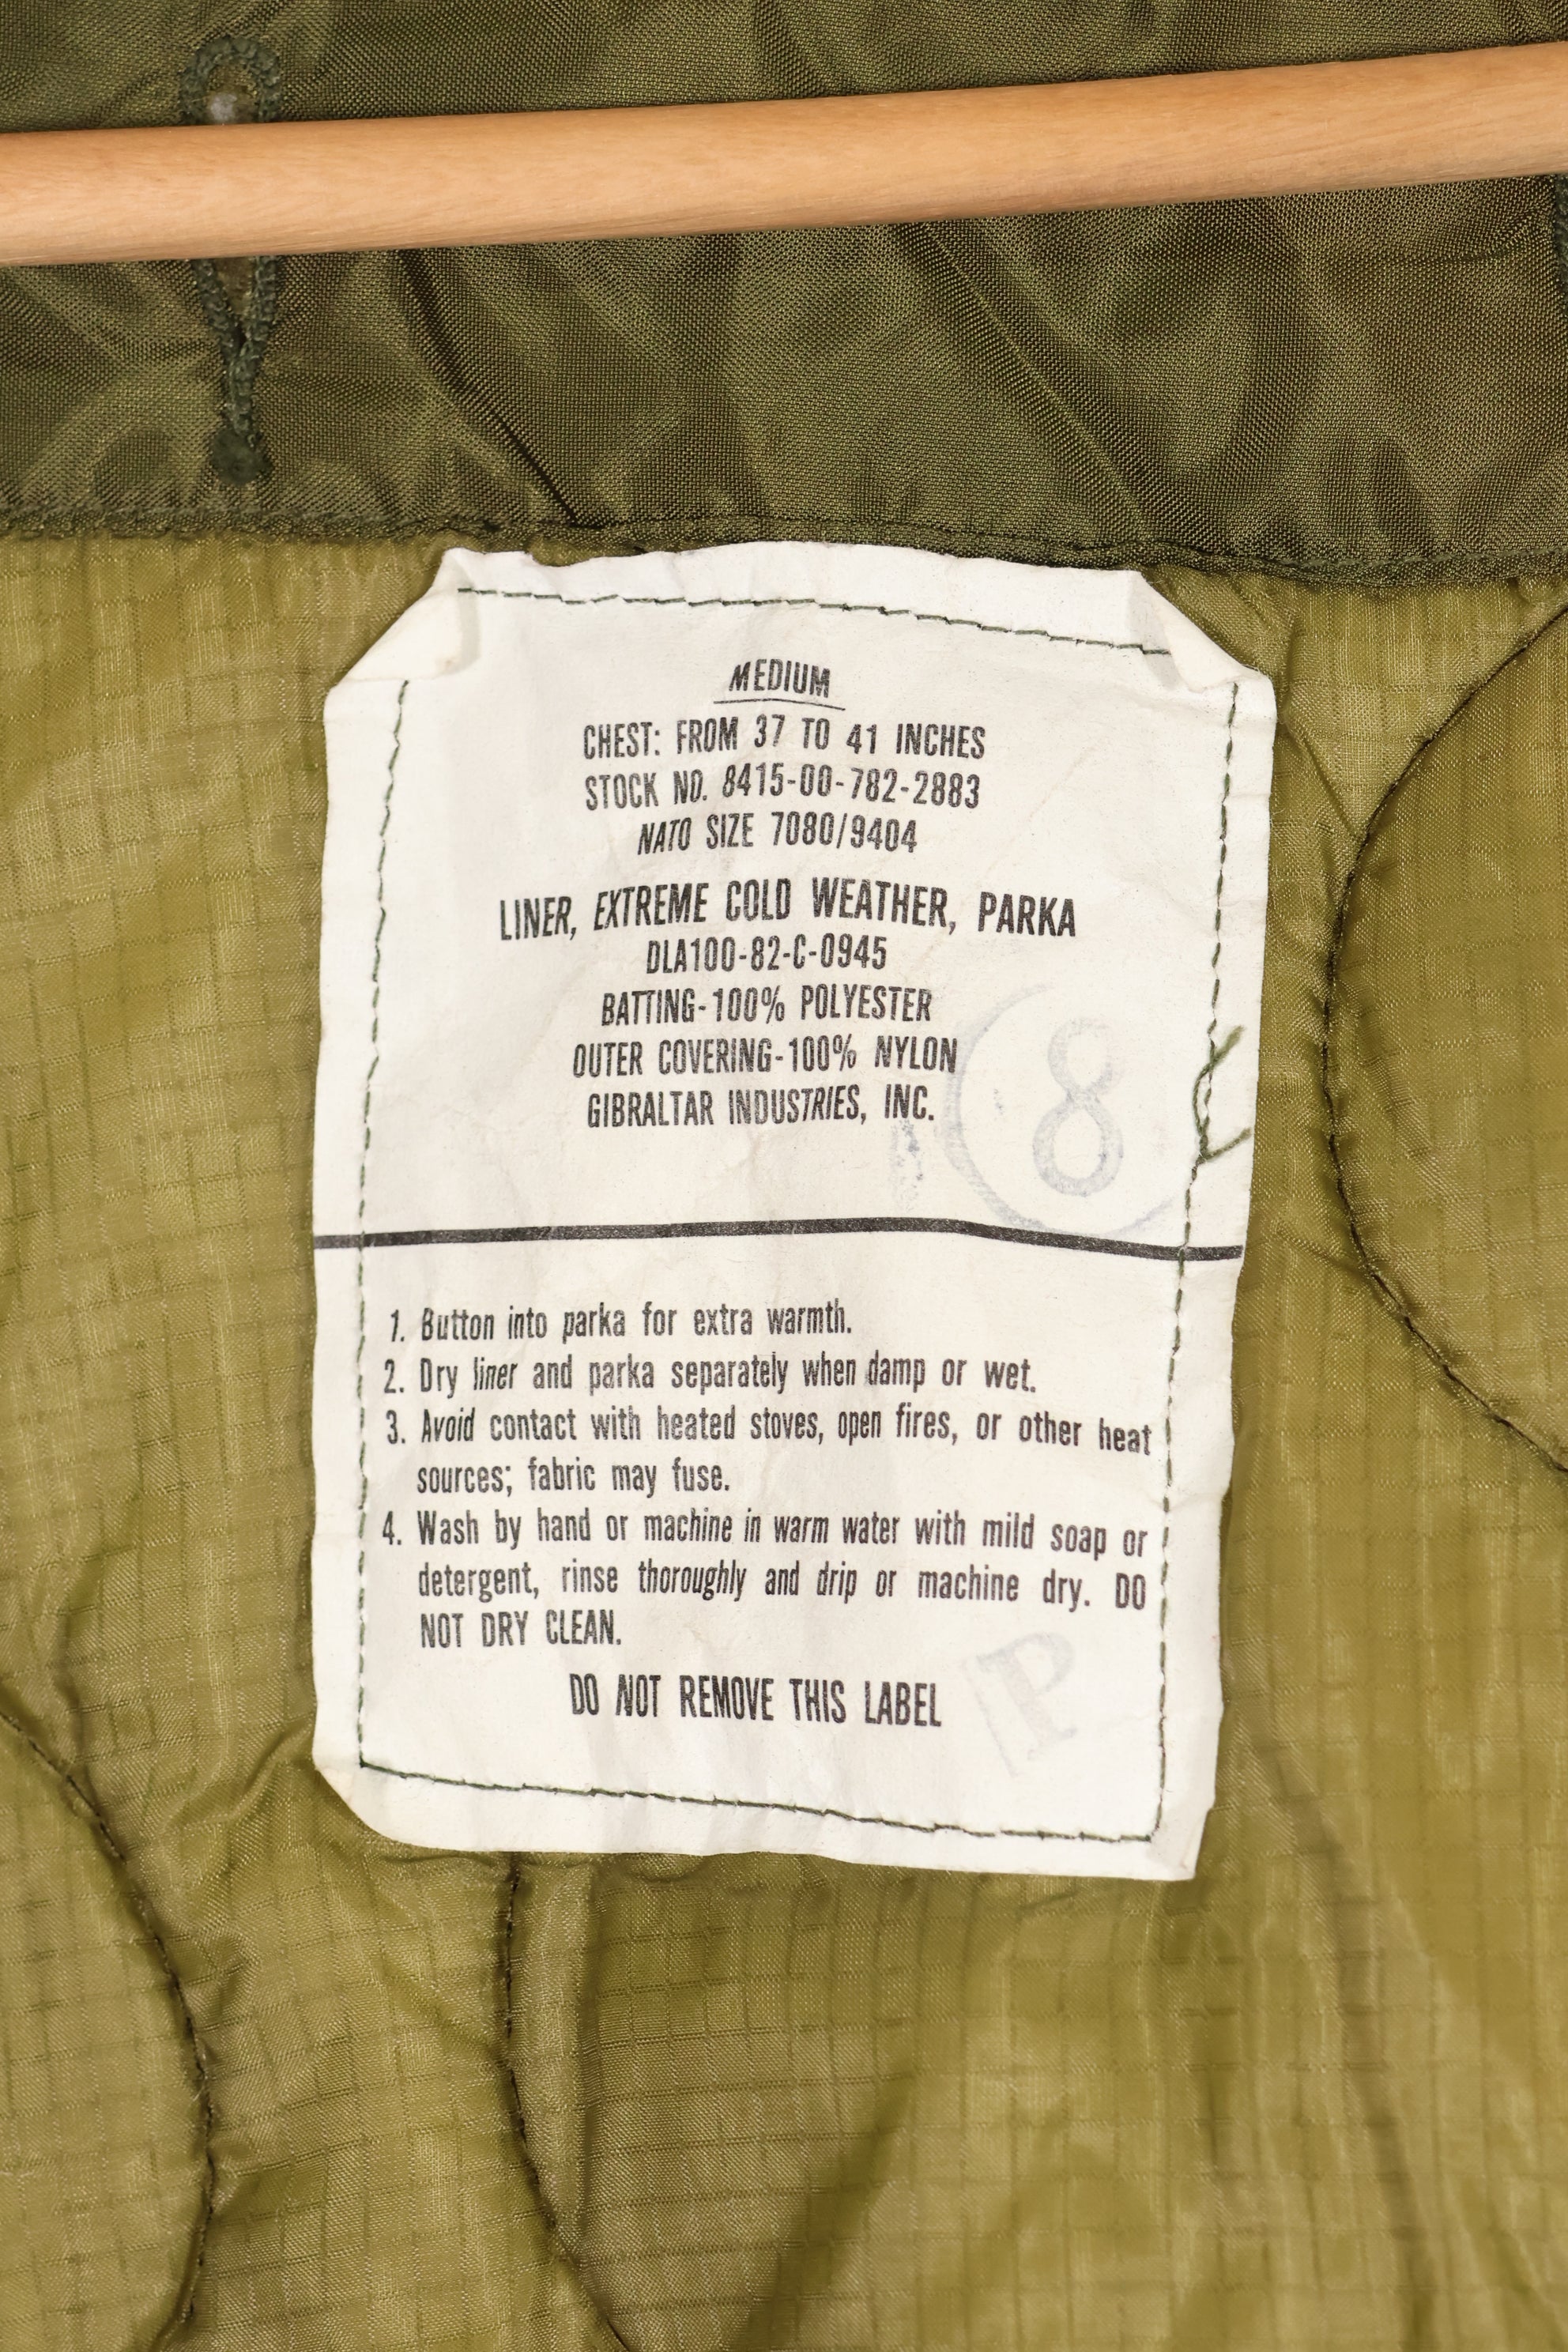 MEDIUM
CHEST: FROM 37 TO 41 INCHES
STOCK NO. 8415-00-782-2883
NATO SIZE 7080/9404
LINER, EXTREME COLD WEATHER, PARKA
DLA100-82-C-0945
BATTING-100% POLYESTER
OUTER COVERING-100% NYLON
GIBRALTAR INDUSTRIES, INC.
8
1. Button into parka for extra warmth.
2. Dry liner and parka separately when damp or wet.
3. Avoid contact with heated stoves, open fires, or other heat
sources; fabric may fuse.
4. Wash by hand or machine in warm water with mild soap or
detergent, rinse thoroughly and drip or machine dry. DO
NOT DRY CLEAN.
DO NOT REMOVE THIS LABEL
P